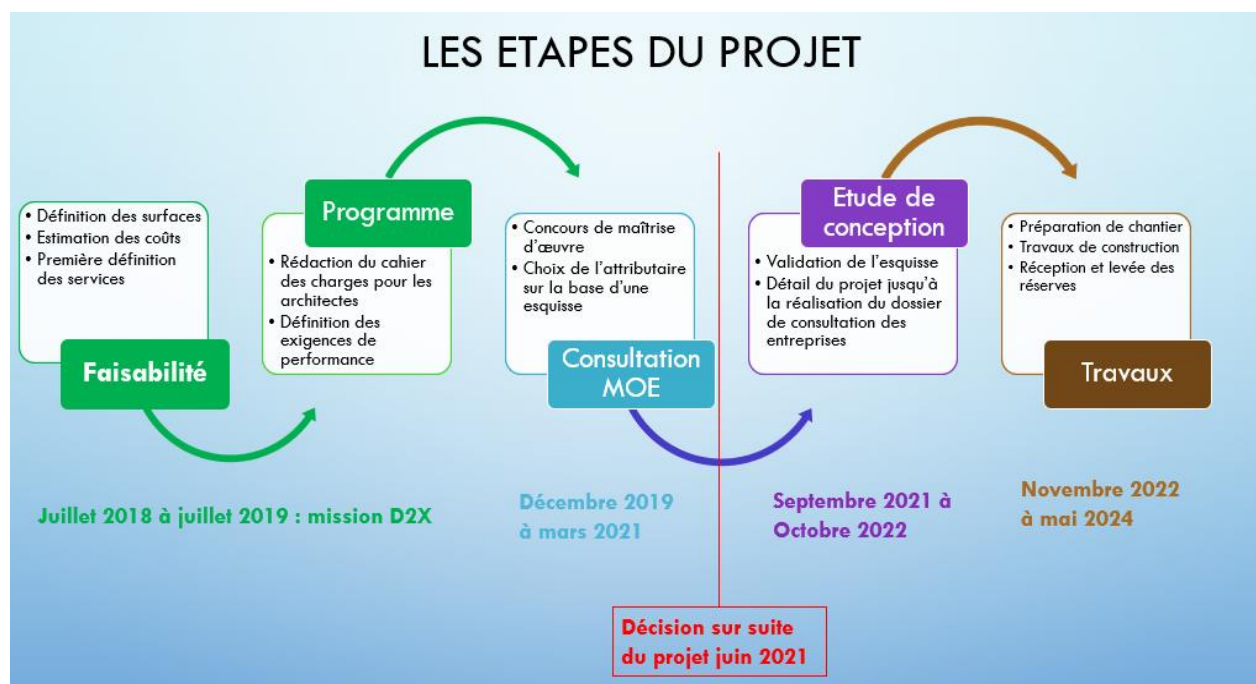 LES ETAPES DU PROJET
• Définition des surfaces
• Estimation des coûts
• Première définition
des services
Faisabilité
Programme
• Rédaction du cahier
des charges pour les
architectes
• Définition des
exigences de
performance
• Concours de maîtrise
d'œuvre
• Choix de l'attributaire
sur la base d'une
esquisse
Consultation
MOE
Etude de
conception
• Validation de l'esquisse
• Détail du projet jusqu'à
la réalisation du dossier
de consultation des
entreprises
• Préparation de chantier
• Travaux de construction
• Réception et levée des
réserves
Travaux
Juillet 2018 à juillet 2019 : mission D2X
Décembre 2019
à mars 2021
Septembre 2021 à
Octobre 2022
Novembre 2022
à mai 2024
Décision sur suite
du projet juin 2021